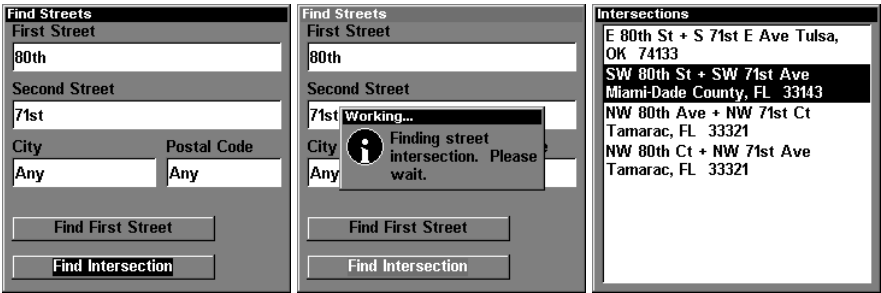 Find Streets
First Street
80th
Second Street
71st
City Postal Code
Any Any
Find First Street
Find Intersection
Find Streets
First Street
80th
Second Street
71st
Working...
Finding street
intersection. Please
wait.
City
Any
Find First Street
Find Intersection
Intersections
E 80th St + S 71st E Ave Tulsa,
OK 74133
SW 80th St + SW 71st Ave
Miami-Dade County, FL 33143
NW 80th Ave + NW 71st Ct
Tamarac, FL 33321
NW 80th Ct + NW 71st Ave
Tamarac, FL 33321